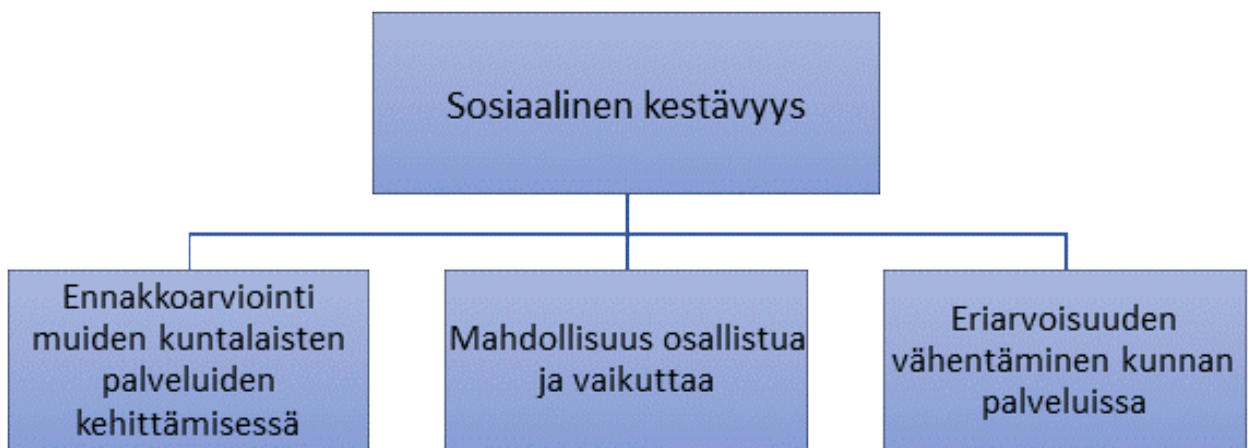 Sosiaalinen kestävyys
Ennakkoarviointi
muiden kuntalaisten
palveluiden
kehittämisessä
Mahdollisuus osallistua
ja vaikuttaa
Eriarvoisuuden
vähentäminen kunnan
palveluissa